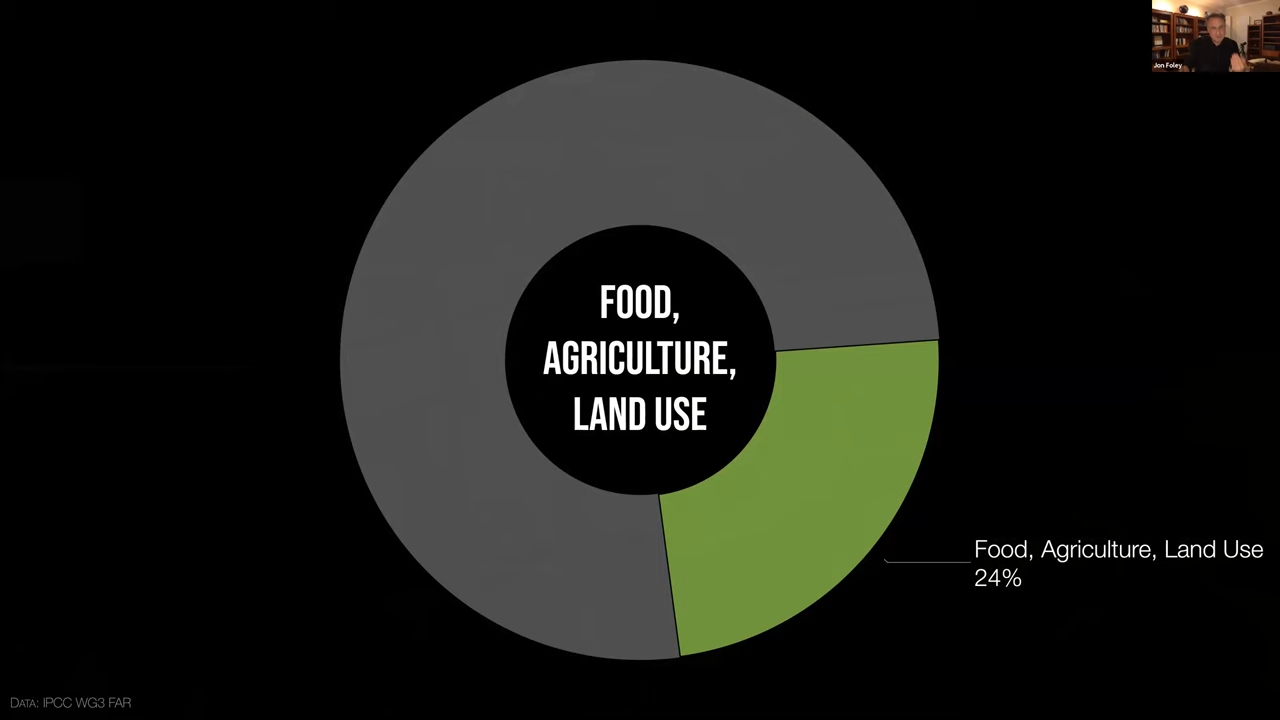 Jon Foley
FOOD,
AGRICULTURE,
LAND USE
Food, Agriculture, Land Use
24%
DATA: IPCC WG3 FAR